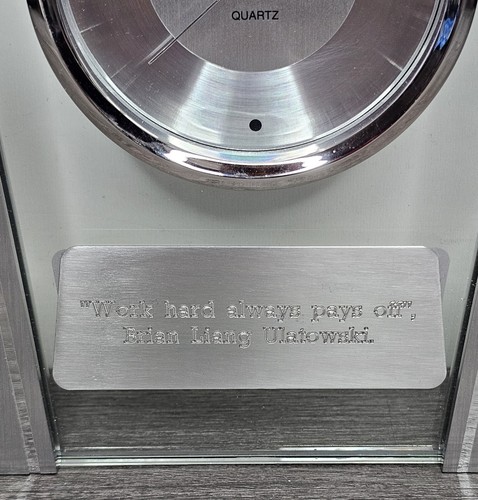 QUARTZ
"Work hard always pays off",
Brian Liang Ulatowski.